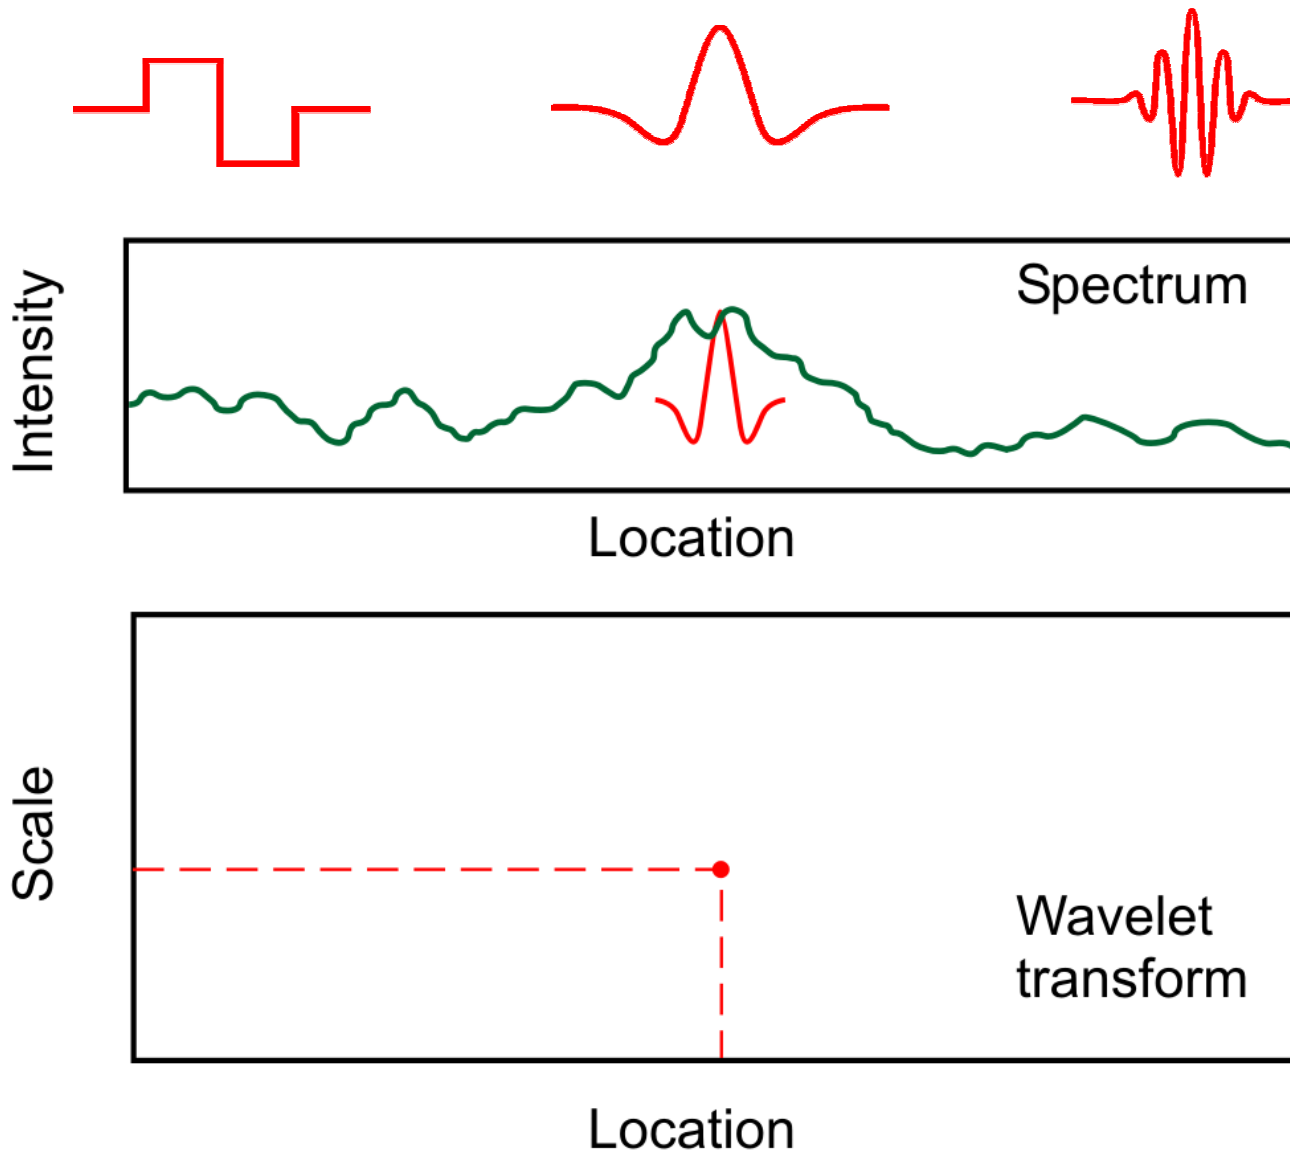 Spectrum
Intensity
Location
Scale
Wavelet
transform
Location